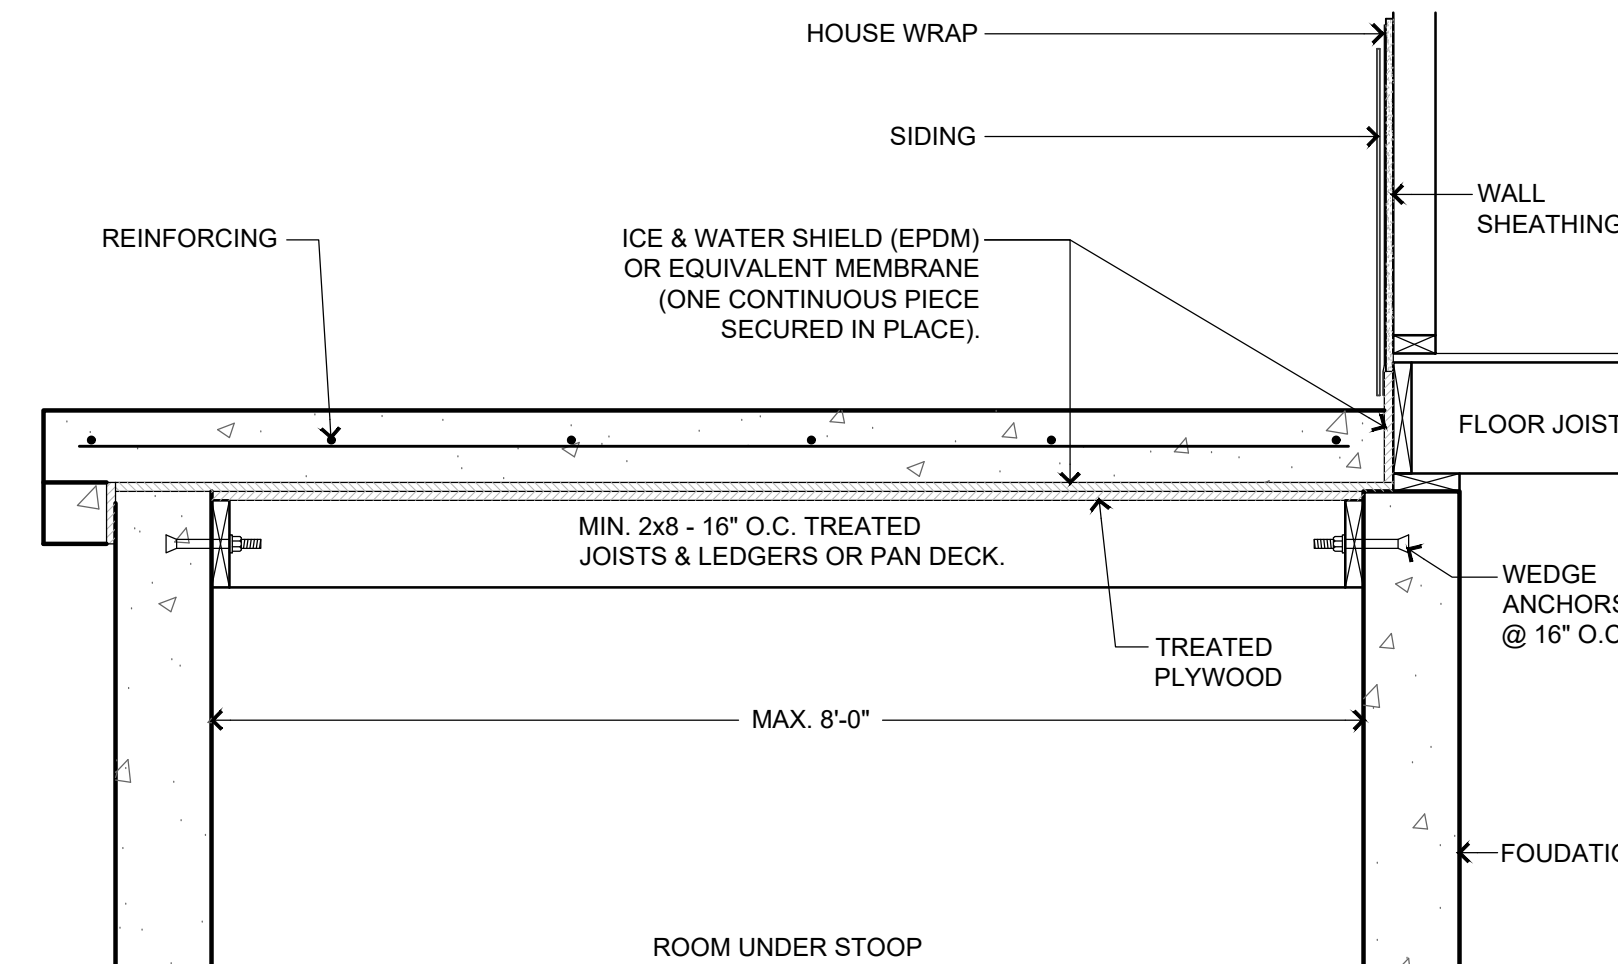 HOUSE WRAP
SIDING
WALL
SHEATHING
REINFORCING
ICE & WATER SHIELD (EPDM)
OR EQUIVALENT MEMBRANE
(ONE CONTINUOUS PIECE
SECURED IN PLACE).
FLOOR JOIST
MIN. 2x8 - 16" O.C. TREATED
JOISTS & LEDGERS OR PAN DECK.
WEDGE
ANCHORS
@ 16" O.C
TREATED
PLYWOOD
MAX. 8'-0"
FOUDATIO
ROOM UNDER STOOP